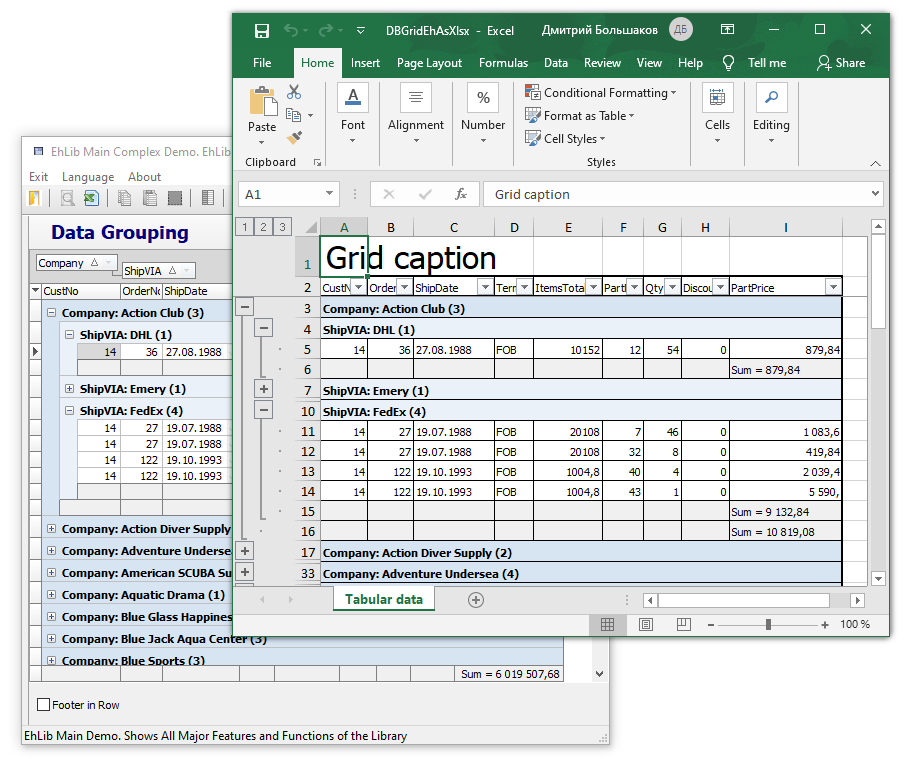 DBGridEhAsXlsx - Excel
Дмитрий Большаков
ДБ
File Home Insert Page Layout Formulas Data Review View Help Tell me Share
Paste
Font
Alignment
Number
Conditional Formatting
Format as Table
Cell Styles
Cells
Editing
Clipboard
Styles
A1
fx
Grid caption
1 2 3
A B C D E F G H I
1 Grid caption
2 CustN Order ShipDate Terr ItemsTota Part Qty Discou PartPrice
3 Company: Action Club (3)
4 ShipVIA: DHL (1)
5 14 36 27.08.1988 FOB 10152 12 54 0 879,84
6 Sum = 879,84
7 ShipVIA: Emery (1)
10 ShipVIA: FedEx (4)
11 14 27 19.07.1988 FOB 20108 7 46 0 1 083,6
12 14 27 19.07.1988 FOB 20108 32 8 0 419,84
13 14 122 19.10.1993 FOB 1004,8 40 4 0 2 039,4
14 14 122 19.10.1993 FOB 1004,8 43 1 0 5 590,
15 Sum = 9 132,84
16 Sum = 10 819,08
17 Company: Action Diver Supply (2)
33 Company: Adventure Undersea (4)
Tabular data
100 %
EhLib Main Complex Demo. EhLib
Exit Language About
Data Grouping
Company
ShipVIA
CustNo OrderNo ShipDate
Company: Action Club (3)
ShipVIA: DHL (1)
14 36 27.08.1988
ShipVIA: Emery (1)
ShipVIA: FedEx (4)
14 27 19.07.1988
14 27 19.07.1988
14 122 19.10.1993
14 122 19.10.1993
Company: Action Diver Supply
Company: Adventure Underse
Company: American SCUBA Su
Company: Aquatic Drama (1)
Company: Blue Glass Happines
Company: Blue Jack Aqua Center (3)
Company: Blue Sports (3)
Sum = 6 019 507,68
Footer in Row
EhLib Main Demo. Shows All Major Features and Functions of the Library